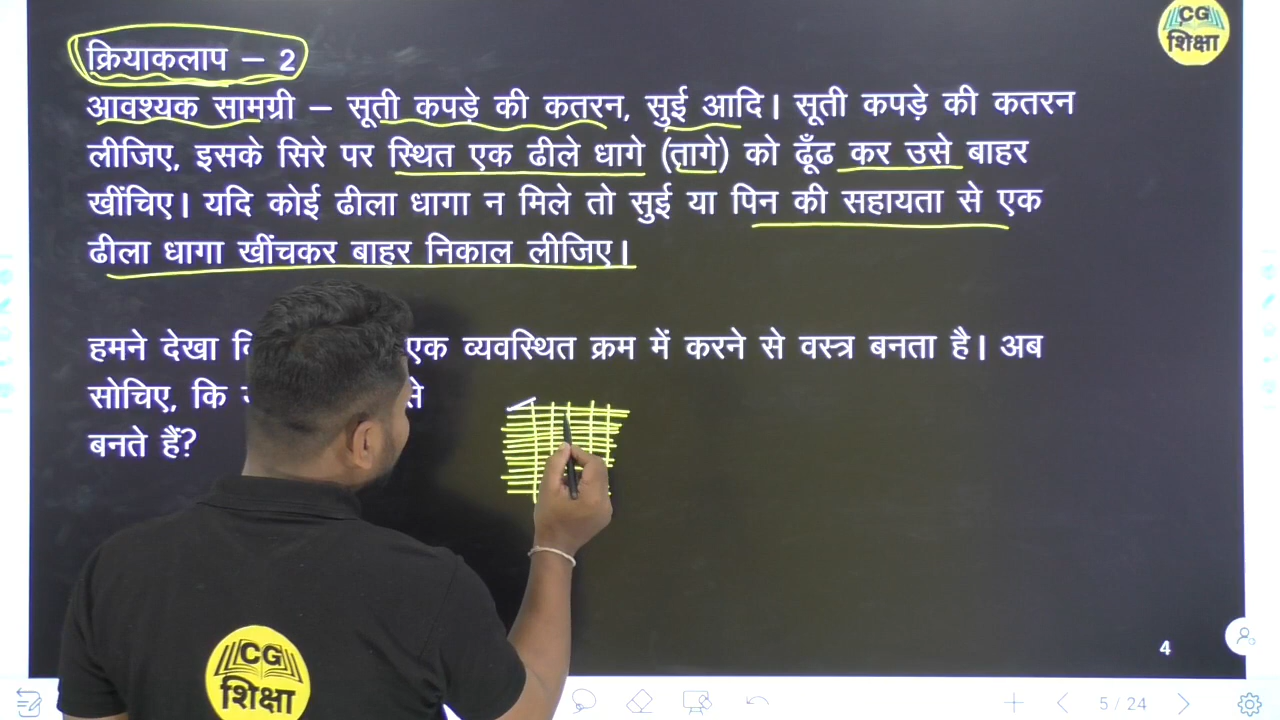 CG
शिक्षा
क्रियाकलाप – 2
आवश्यक सामग्री – सूती कपड़े की कतरन, सुई आदि। सूती कपड़े की कतरन
लीजिए, इसके सिरे पर स्थित एक ढीले धागे (तागे) को ढूँढ कर उसे बाहर
खींचिए। यदि कोई ढीला धागा न मिले तो सुई या पिन की सहायता से एक
ढीला धागा खींचकर बाहर निकाल लीजिए।
हमने देखा एक व्यवस्थित क्रम में करने से वस्त्र बनता है। अब
सोचिए, कि से
बनते हैं?
4
CG
शिक्षा
5 / 24